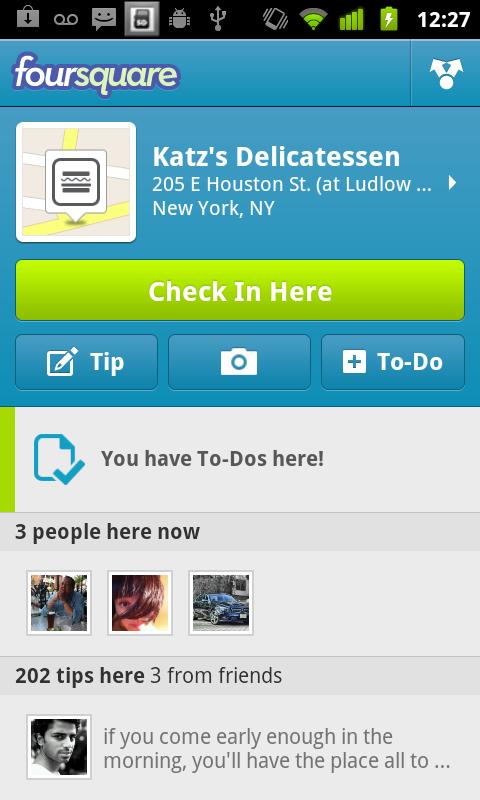 12:27
foursquare
Katz's Delicatessen
205 E Houston St. (at Ludlow ...
New York, NY
Check In Here
Tip
To-Do
You have To-Dos here!
3 people here now
202 tips here 3 from friends
if you come early enough in the
morning, you'll have the place all to ...